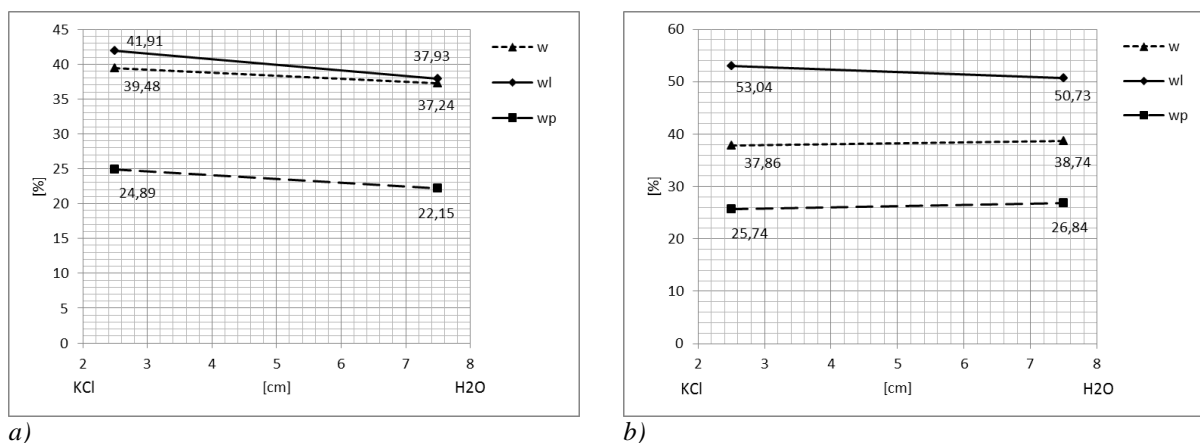 45
40
35
30
25
20
15
10
5
0
[%]
41,91
39,48
37,93
37,24
24,89
22,15
2 3 4 5 6 7 8
KCl [cm] H2O
w
wl
wp
a)
60
50
40
30
20
10
0
[%]
53,04
50,73
37,86
38,74
25,74
26,84
2 3 4 5 6 7 8
KCl [cm] H2O
w
wl
wp
b)